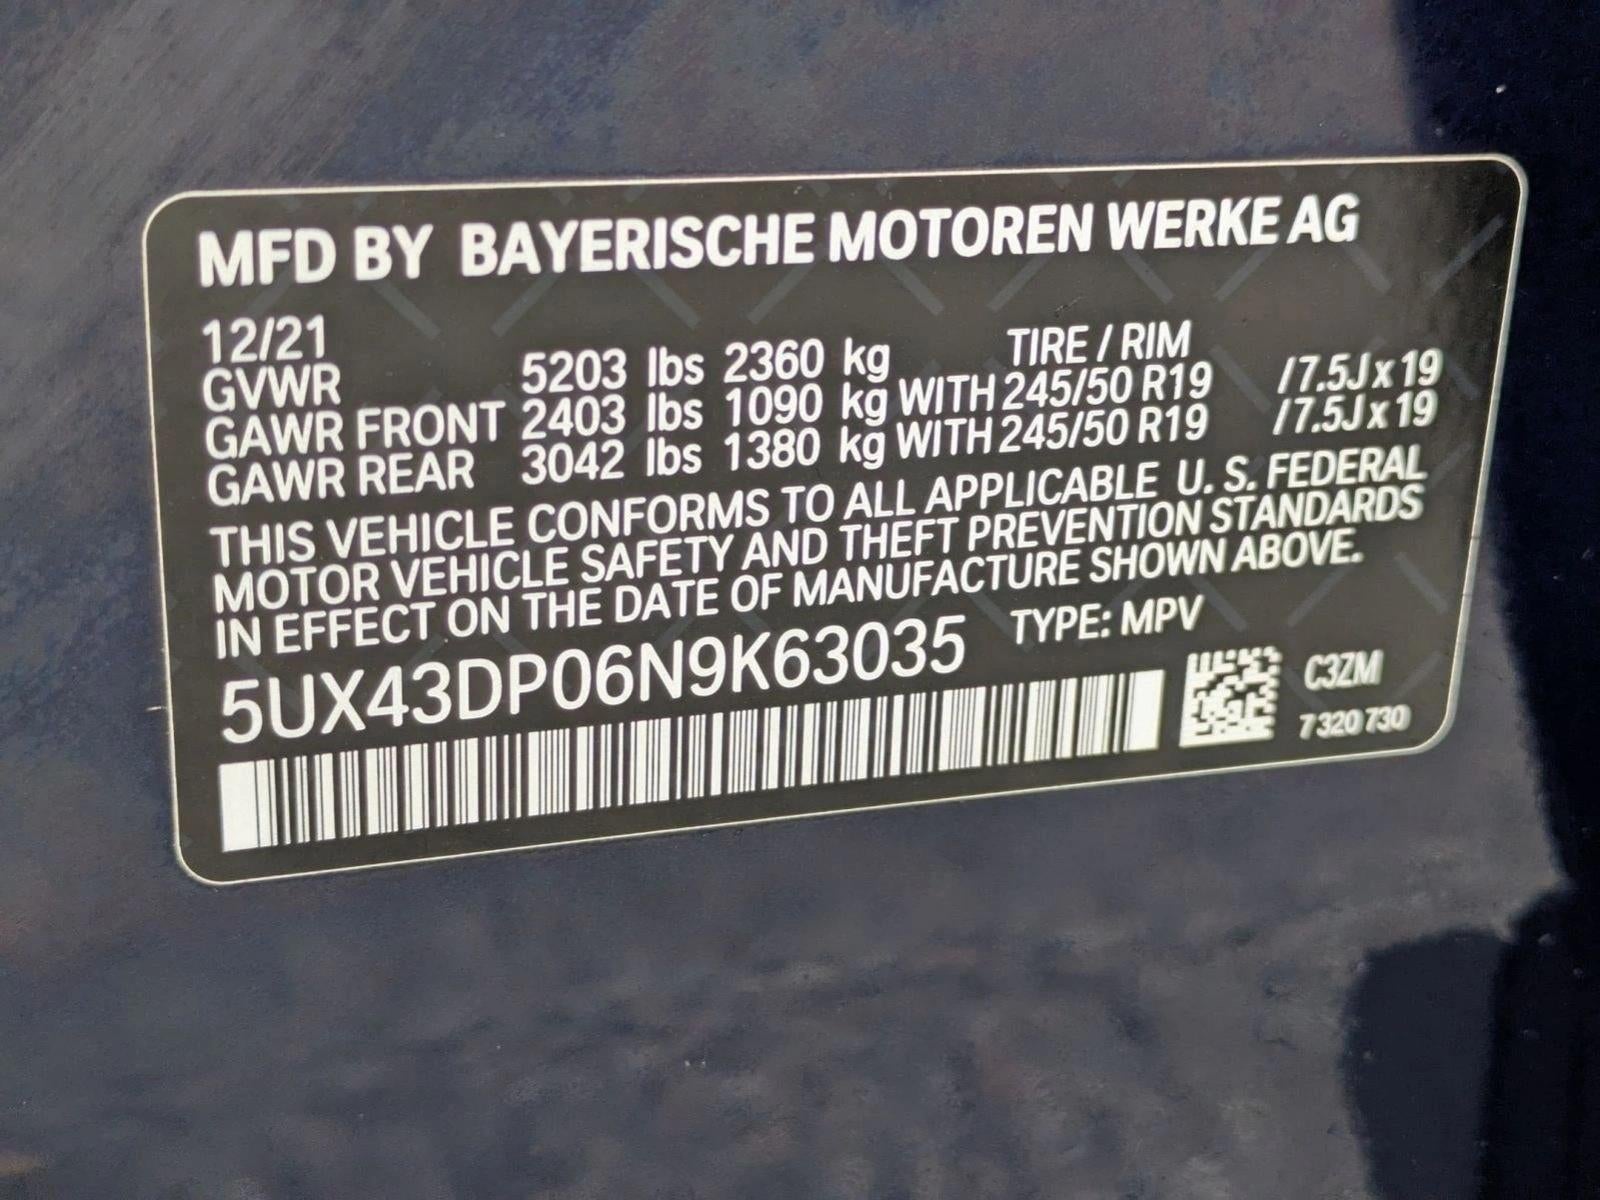 MFD BY BAYERISCHE MOTOREN WERKE AG
12/21 TIRE / RIM
GVWR 5203 lbs 2360 kg
GAWR FRONT 2403 lbs 1090 kg WITH 245/50 R19 /7.5J x 19
GAWR REAR 3042 lbs 1380 kg WITH 245/50 R19 /7.5J x 19
THIS VEHICLE CONFORMS TO ALL APPLICABLE U. S. FEDERAL
MOTOR VEHICLE SAFETY AND THEFT PREVENTION STANDARDS
IN EFFECT ON THE DATE OF MANUFACTURE SHOWN ABOVE.
5UX43DP06N9K63035 TYPE: MPV
C3ZM
7 320 730